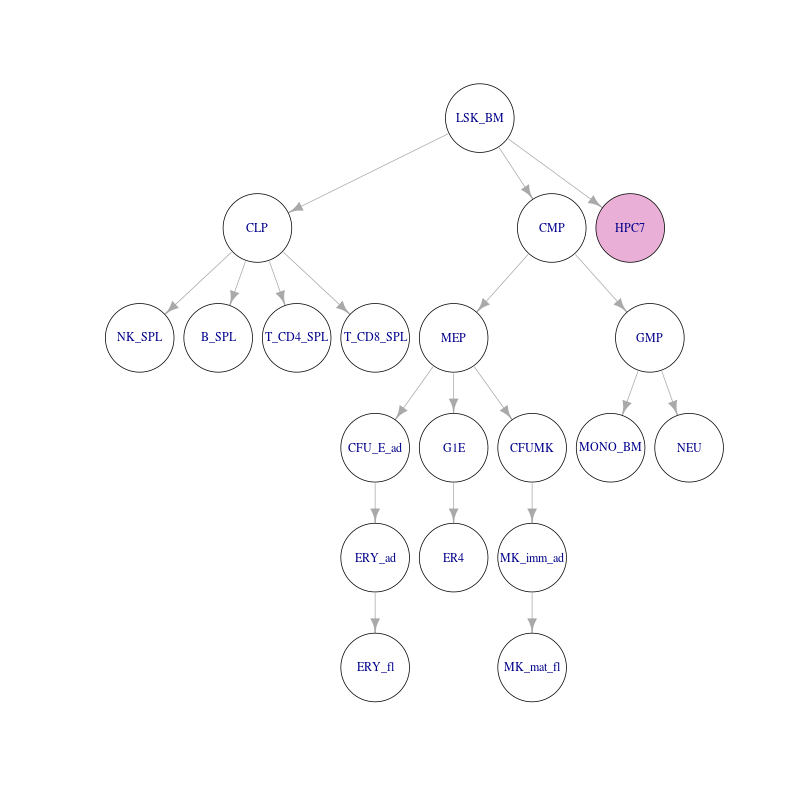 LSK_BM
CLP
CMP
HPC7
NK_SPL
B_SPL
T_CD4_SPL
T_CD8_SPL
MEP
GMP
CFU_E_ad
G1E
CFUMK
MONO_BM
NEU
ERY_ad
ER4
MK_imm_ad
ERY_fl
MK_mat_fl